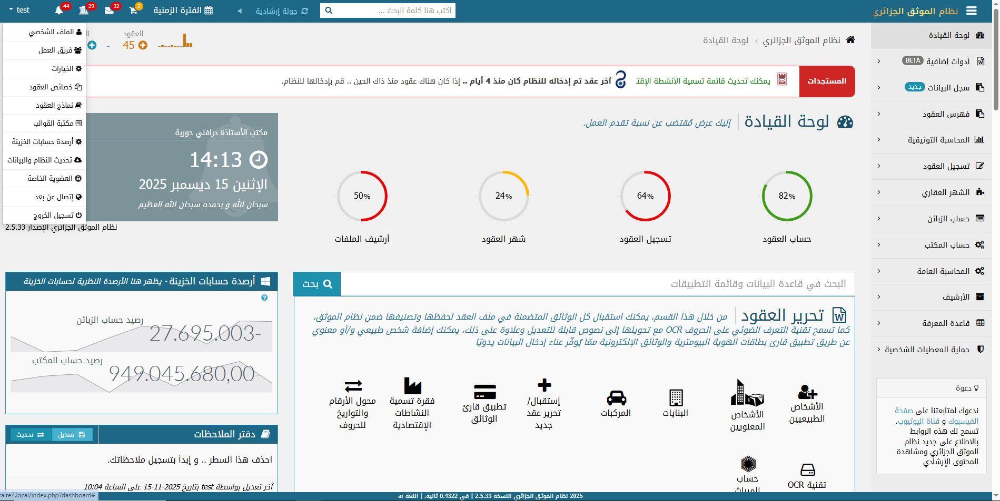 نظام الموثق الجزائري
اكتب هنا كلمة البحث ...
جولة إرشادية
الفترة الزمنية
5
32
29
44
test
لوحة القيادة
أدوات إضافية BETA
سجل البيانات جديد
فهرس العقود
المحاسبة التوثيقية
تسجيل العقود
الشهر العقاري
حساب الزبائن
حساب المكتب
المحاسبة العامة
الأرشيف
قاعدة المعرفة
حماية المعطيات الشخصية
دعوة
ندعوك لمتابعتنا على صفحة
الفيسبوك و قناة اليوتيوب.
تسمح لك هذه الروابط
بالاطلاع على جديد نظام
الموثق الجزائري ومشاهدة
المحتوى الإرشادي
نظام الموثق الجزائري
لوحة القيادة
العقود
45
-
المستجدات
يمكنك تحديث قائمة تسمية الأنشطة الإقت
آخر عقد تم إدخاله للنظام كان منذ 4 أيام .. إذا كان هناك عقود منذ ذاك الحين .. قم بإدخالها للنظام.
الملف الشخصي
فريق العمل
الخيارات
خصائص العقود
نماذج العقود
مكتبة القوالب
أرصدة حسابات الخزينة
تحديث النظام والبيانات
العضوية الخاصة
إتصال عن بعد
تسجيل الخروج
لوحة القيادة
إليك عرض مُقتضب عن نسبة تقدم العمل.
82%
64%
24%
50%
حساب العقود
تسجيل العقود
شهر العقود
أرشيف الملفات
مكتب الأستاذة درافلي حورية
14:13
الإثنين 15 ديسمبر 2025
سبحان الله و بحمده سبحان الله العظيم
نظام الموثق الجزائري الإصدار 2.5.33
البحث في قاعدة البيانات وقائمة التطبيقات
بحث
تحرير العقود
من خلال هذا القسم، يمكنك استقبال كل الوثائق المتضمنة في ملف العقد لحفظها وتصنيفها ضمن نظام الموثق،
كما تسمح تقنية التعرف الضوئي على الحروف OCR مع تحويلها إلى نصوص قابلة للتعديل وعلاوة على ذلك، يمكنك إضافة شخص طبيعي و/أو معنوي
عن طريق تطبيق قارئ بطاقات الهوية البيومترية والوثائق الإلكترونية ممّا يُوفّر عناء إدخال البيانات يدويّا
الأشخاص
الطبيعيين
الأشخاص
المعنويين
البنايات
المركبات
إستقبال/
تحرير عقد
جديد
تطبيق قارئ
الوثائق
فقرة تسمية
النشاطات
الإقتصادية
محول الأرقام
والتواريخ
للحروف
تقنية OCR
حساب
الميراث
أرصدة حسابات الخزينة - يظهر هنا الأرصدة النظرية لحسابات الخزينة
رصيد حساب الزبائن
27.695.003-
رصيد حساب المكتب
949.045.680,00-
دفتر الملاحظات
تعديل
تحديث
احذف هذا السطر .. و إبدأ بتسجيل ملاحظاتك.
آخر تعديل بواسطة test بتاريخ 2025-11-15 على الساعة 10:04
taire2.local/index.php?dashboard#
2025 نظام الموثق الجزائري النسخة 2.5.33 | في 0.4322 ثانية. | اللغة ar